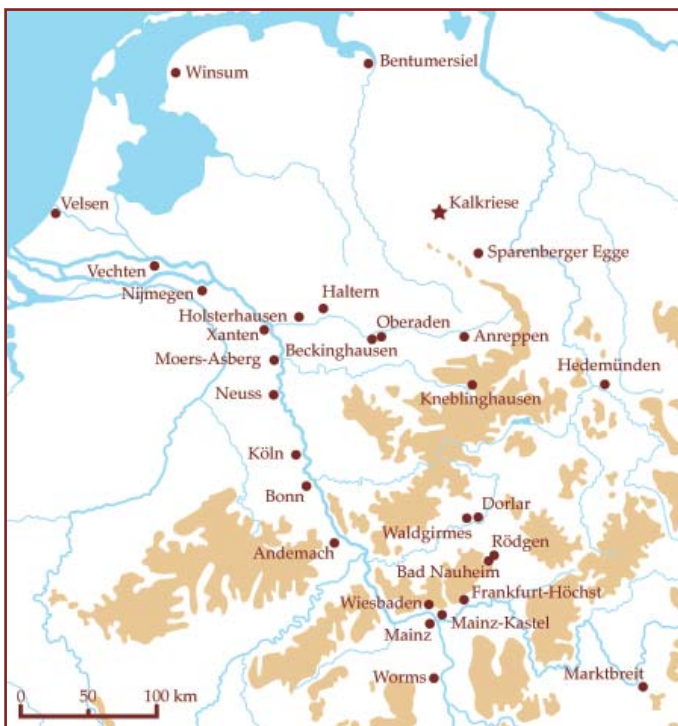 Bentumersiel
Winsum
Kalkriese
Velsen
Sparenberger Egge
Vechten
Nijmegen
Haltern
Holsterhausen
Oberaden
Xanten
Anreppen
Beckinghausen
Moers-Asberg
Hedemünden
Neuss
Kneblinghausen
Köln
Bonn
Dorlar
Waldgirmes
Andemach
Rödgen
Bad Nauheim
Frankfurt-Höchst
Wiesbaden
Mainz-Kastel
Mainz
Worms
Marktbreit
0 50 100 km